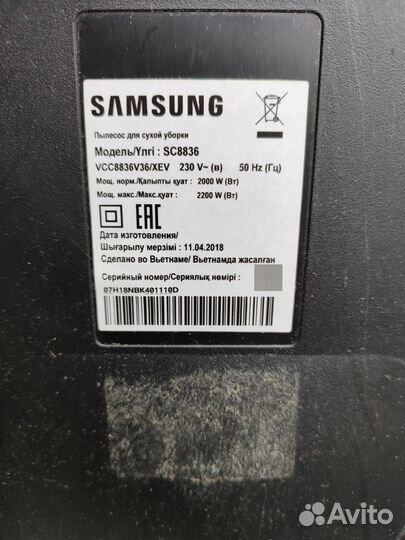 SAMSUNG
Пылесос для сухой уборки
Модель/Үлгі : SC8836
VCC8836V36/XEV 230 V~ (в) 50 Hz (Гц)
Мощ. норм./Қалыпты қуат : 2000 W (Вт)
Мощ. макс./Макс.қуат : 2200 W (Вт)
EAC
Дата изготовления/
Шығарылу мерзімі : 11.04.2018
Сделано во Вьетнаме/ Вьетнамда жасалған
Серийный номер/Сериялық нөмірі :
07H18NBK401110D
Avito